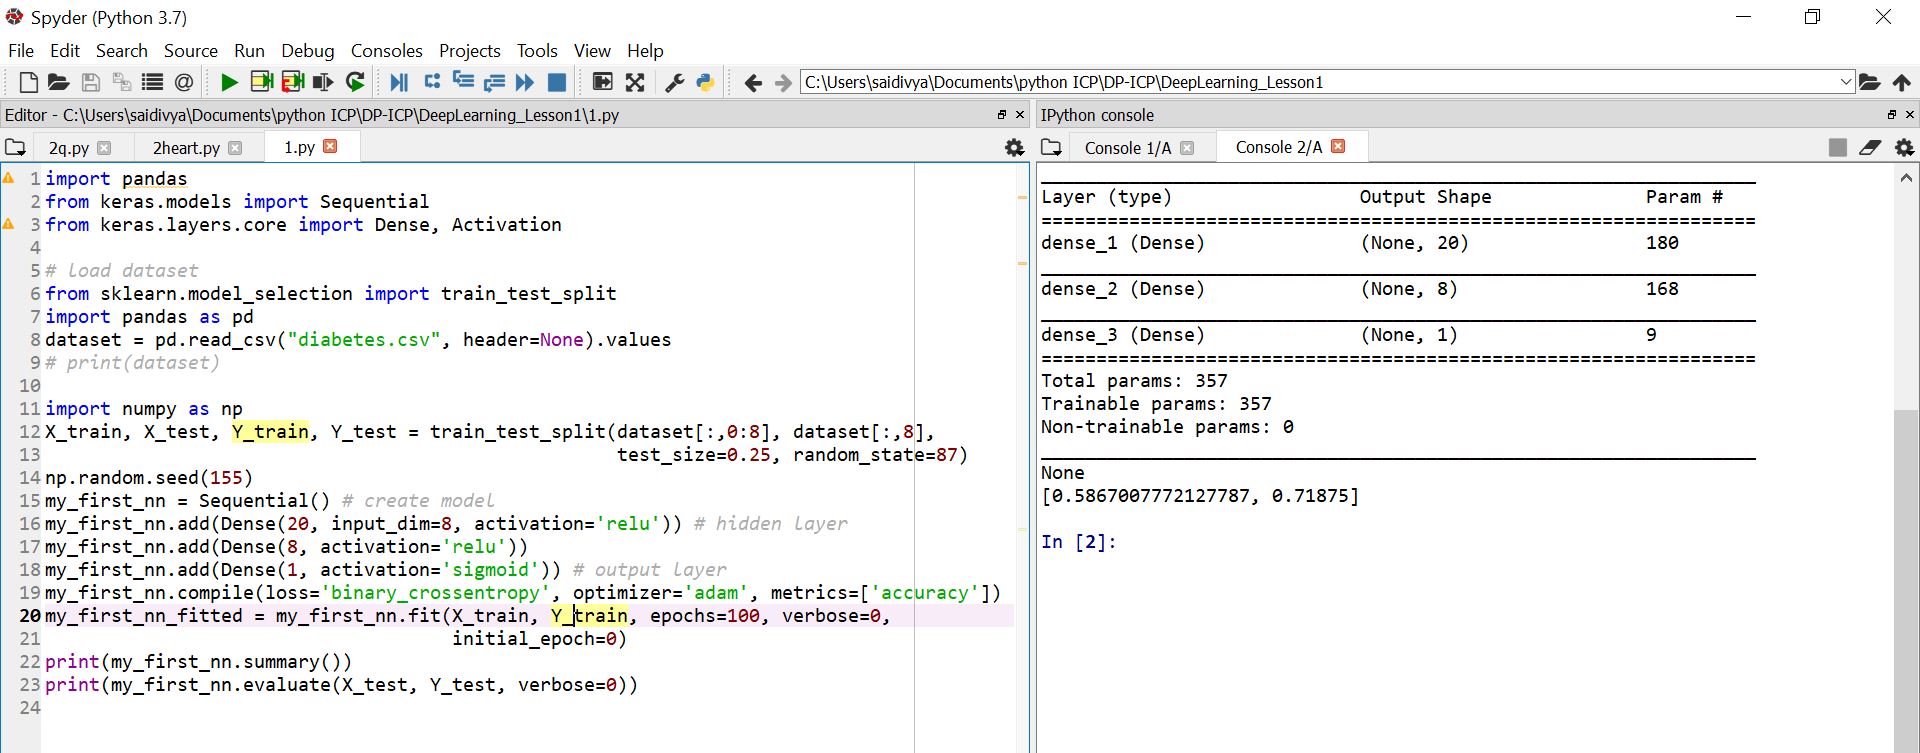 Spyder (Python 3.7)
File Edit Search Source Run Debug Consoles Projects Tools View Help
C:\Users\saidivya\Documents\python ICP\DP-ICP\DeepLearning_Lesson1
Editor - C:\Users\saidivya\Documents\python ICP\DP-ICP\DeepLearning_Lesson1\1.py
2q.py 2heart.py 1.py
1 import pandas
2 from keras.models import Sequential
3 from keras.layers.core import Dense, Activation
4
5 # load dataset
6 from sklearn.model_selection import train_test_split
7 import pandas as pd
8 dataset = pd.read_csv("diabetes.csv", header=None).values
9 # print(dataset)
10
11 import numpy as np
12 X_train, X_test, Y_train, Y_test = train_test_split(dataset[:,0:8], dataset[:,8],
13                                                     test_size=0.25, random_state=87)
14 np.random.seed(155)
15 my_first_nn = Sequential() # create model
16 my_first_nn.add(Dense(20, input_dim=8, activation='relu')) # hidden layer
17 my_first_nn.add(Dense(8, activation='relu'))
18 my_first_nn.add(Dense(1, activation='sigmoid')) # output layer
19 my_first_nn.compile(loss='binary_crossentropy', optimizer='adam', metrics=['accuracy'])
20 my_first_nn_fitted = my_first_nn.fit(X_train, Y_train, epochs=100, verbose=0,
21                                      initial_epoch=0)
22 print(my_first_nn.summary())
23 print(my_first_nn.evaluate(X_test, Y_test, verbose=0))
24
IPython console
Console 1/A Console 2/A
_________________________________________________________________
Layer (type)                 Output Shape              Param #
=================================================================
dense_1 (Dense)              (None, 20)                180
_________________________________________________________________
dense_2 (Dense)              (None, 8)                 168
_________________________________________________________________
dense_3 (Dense)              (None, 1)                 9
=================================================================
Total params: 357
Trainable params: 357
Non-trainable params: 0
_________________________________________________________________
None
[0.5867007772127787, 0.71875]
In [2]: